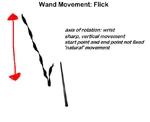 Wand Movement: Flick
axis of rotation: wrist
sharp, vertical movement
start point and end point not fixed
'natural' movement